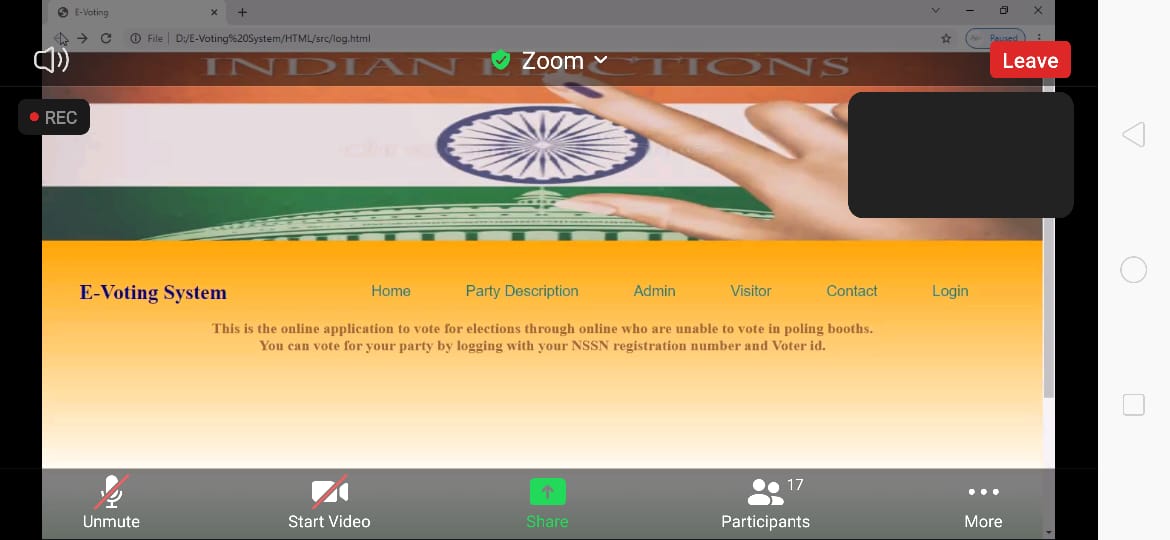 E-Voting
File
D:/E-Voting%20System/HTML/src/log.html
Paused
Zoom
Leave
REC
E-Voting System
Home
Party Description
Admin
Visitor
Contact
Login
This is the online application to vote for elections through online who are unable to vote in poling booths.
You can vote for your party by logging with your NSSN registration number and Voter id.
Unmute
Start Video
Share
Participants
17
More